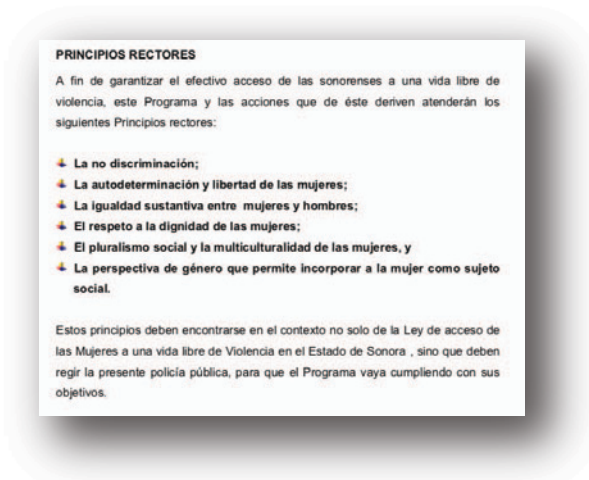 PRINCIPIOS RECTORES
A fin de garantizar el efectivo acceso de las sonorenses a una vida libre de
violencia, este Programa y las acciones que de éste deriven atenderán los
siguientes Principios rectores:
La no discriminación;
La autodeterminación y libertad de las mujeres;
La igualdad sustantiva entre mujeres y hombres;
El respeto a la dignidad de las mujeres;
El pluralismo social y la multiculturalidad de las mujeres, y
La perspectiva de género que permite incorporar a la mujer como sujeto
social.
Estos principios deben encontrarse en el contexto no solo de la Ley de acceso de
las Mujeres a una vida libre de Violencia en el Estado de Sonora , sino que deben
regir la presente policía pública, para que el Programa vaya cumpliendo con sus
objetivos.